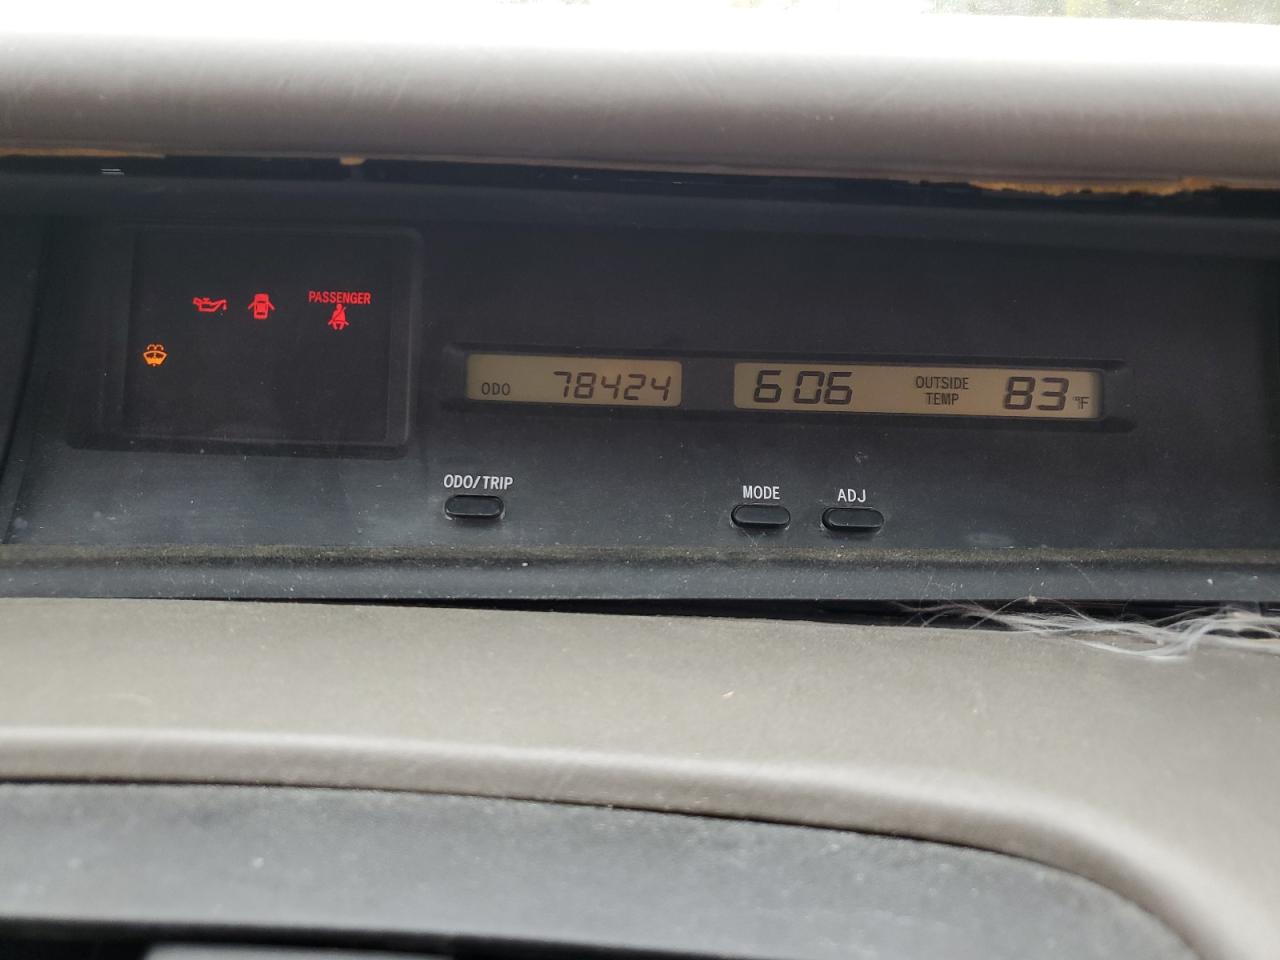 PASSENGER
ODO 78424
6 06 OUTSIDE TEMP 83 °F
ODO/TRIP
MODE ADJ